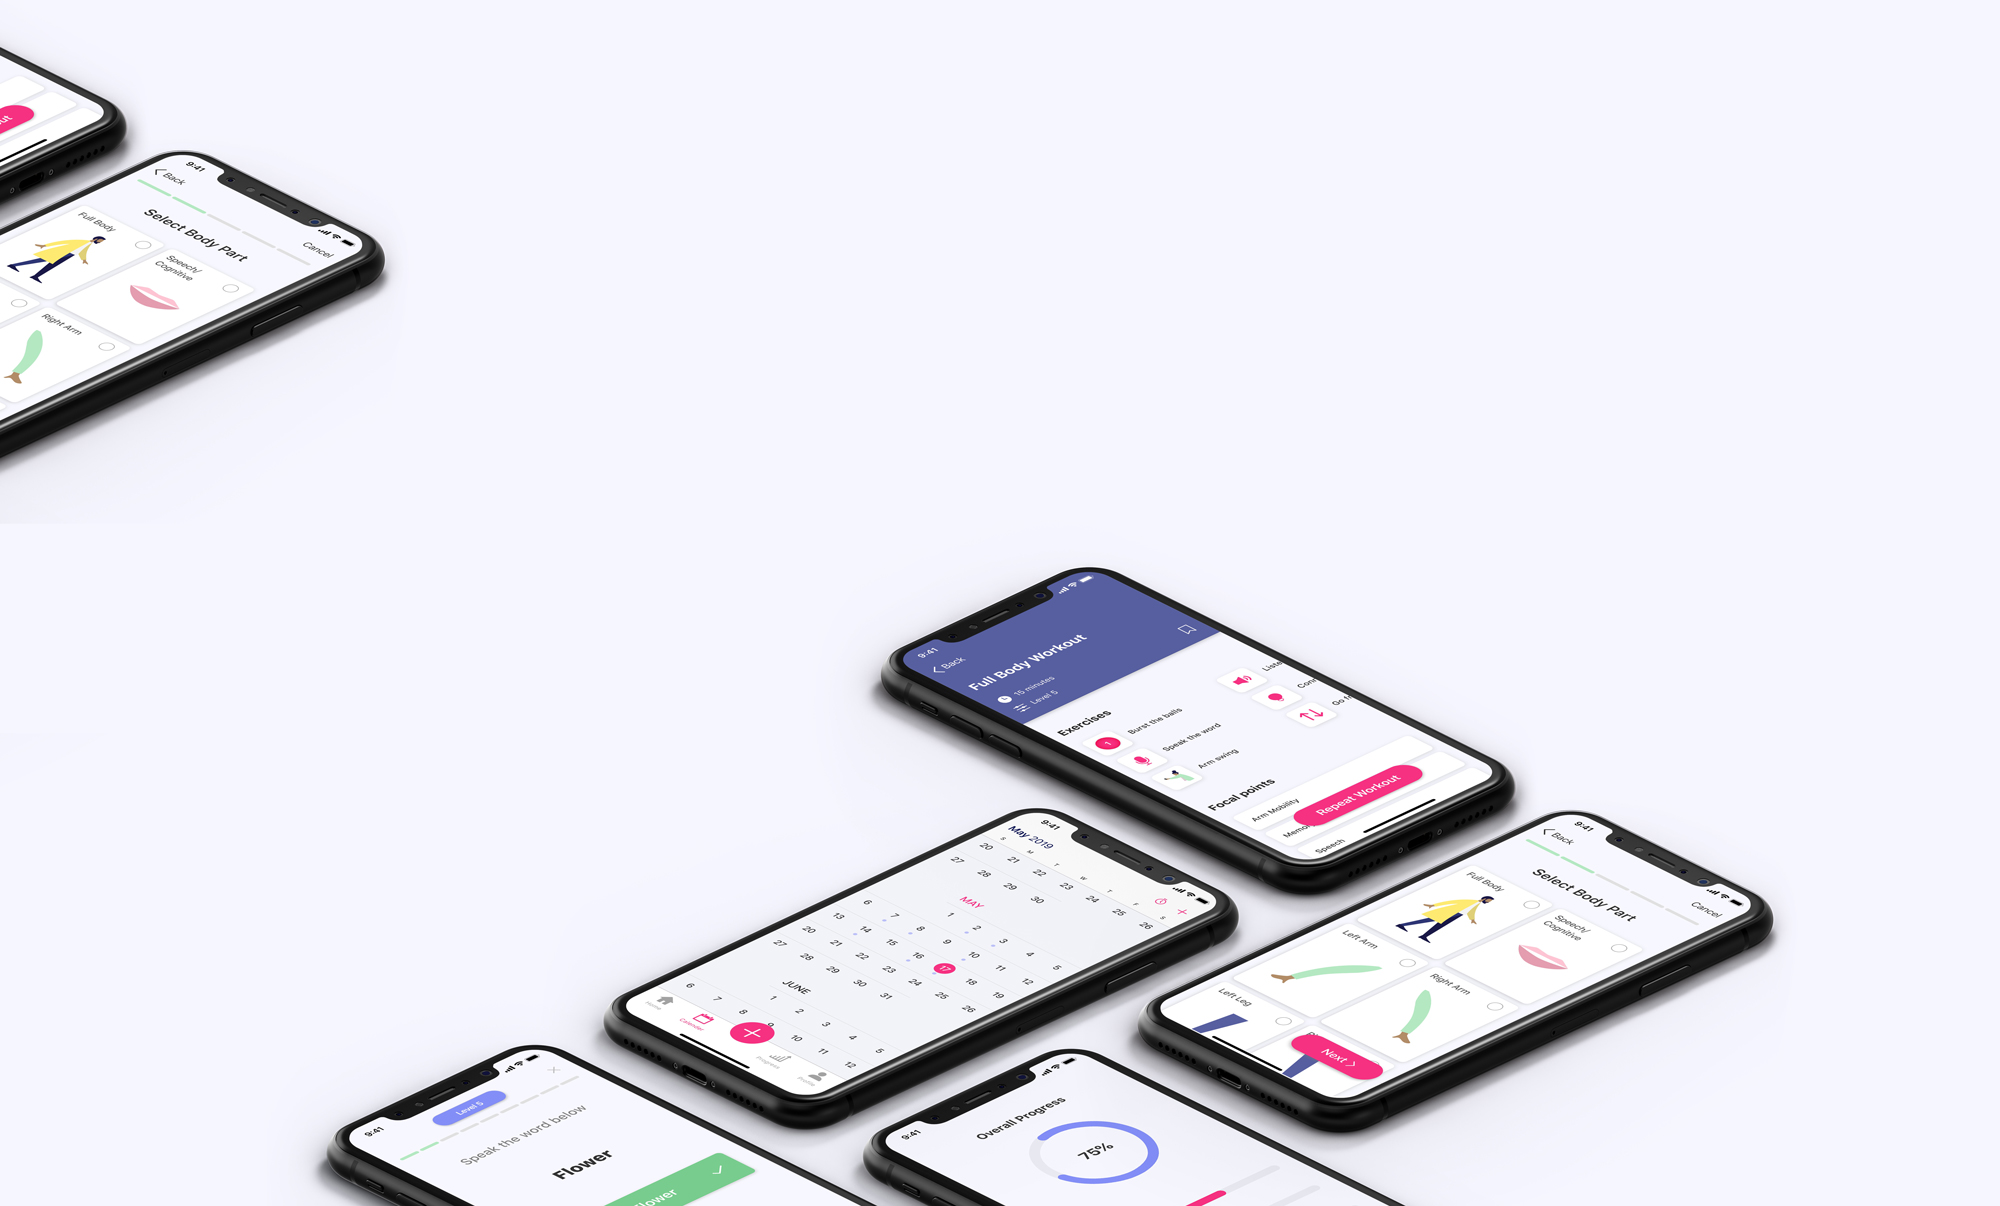 out
9:41
Back
Cancel
Select Body Part
Full Body
Speech/
Cognitive
Right Arm
9:41
Back
Full Body Workout
15 minutes
Level 5
Exercises
Burst the balls
Speak the word
Arm swing
Liste
Conn
Go f
Focal points
Arm Mobility
Memo
Speech
Repeat Workout
9:41
May 2019
S M T W T F S
20 21 22 23 24 25 26
27 28 29 30
MAY
1 2 3 4 5
6 7 8 9 10 11 12
13 14 15 16 17 18 19
20 21 22 23 24 25 26
27 28 29 30 31
JUNE
1 2 3 4 5
6 7 8 9 10 11 12
Home
Calendar
Progress
Profile
9:41
Back
Cancel
Select Body Part
Full Body
Speech/
Cognitive
Left Arm
Right Arm
Left Leg
Next
9:41
Level 5
Speak the word below
Flower
Flower
9:41
Overall Progress
75%